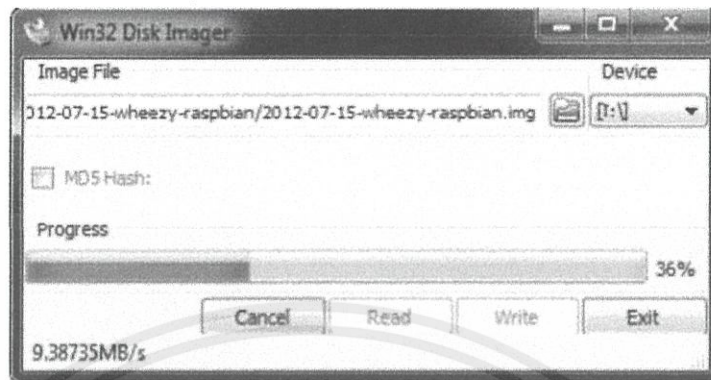 Win32 Disk Imager
Image File Device
012-07-15-wheezy-raspbian/2012-07-15-wheezy-raspbian.img [I:\]
MD5 Hash:
Progress
36%
Cancel Read Write Exit
9.38735MB/s